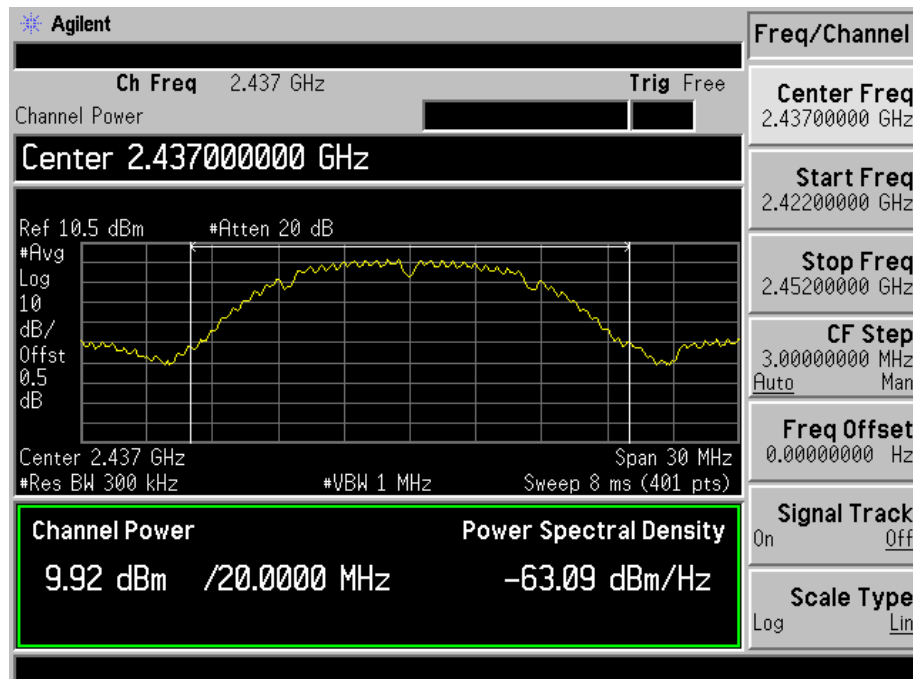 Agilent
Freq/Channel
Ch Freq 2.437 GHz Trig Free
Channel Power
Center 2.437000000 GHz
Ref 10.5 dBm #Atten 20 dB
#Avg
Log
10
dB/
Offst
0.5
dB
Center 2.437 GHz Span 30 MHz
#Res BW 300 kHz #VBW 1 MHz Sweep 8 ms (401 pts)
Channel Power Power Spectral Density
9.92 dBm /20.0000 MHz -63.09 dBm/Hz
Center Freq
2.43700000 GHz
Start Freq
2.42200000 GHz
Stop Freq
2.45200000 GHz
CF Step
3.00000000 MHz
Auto Man
Freq Offset
0.00000000 Hz
Signal Track
On Off
Scale Type
Log Lin